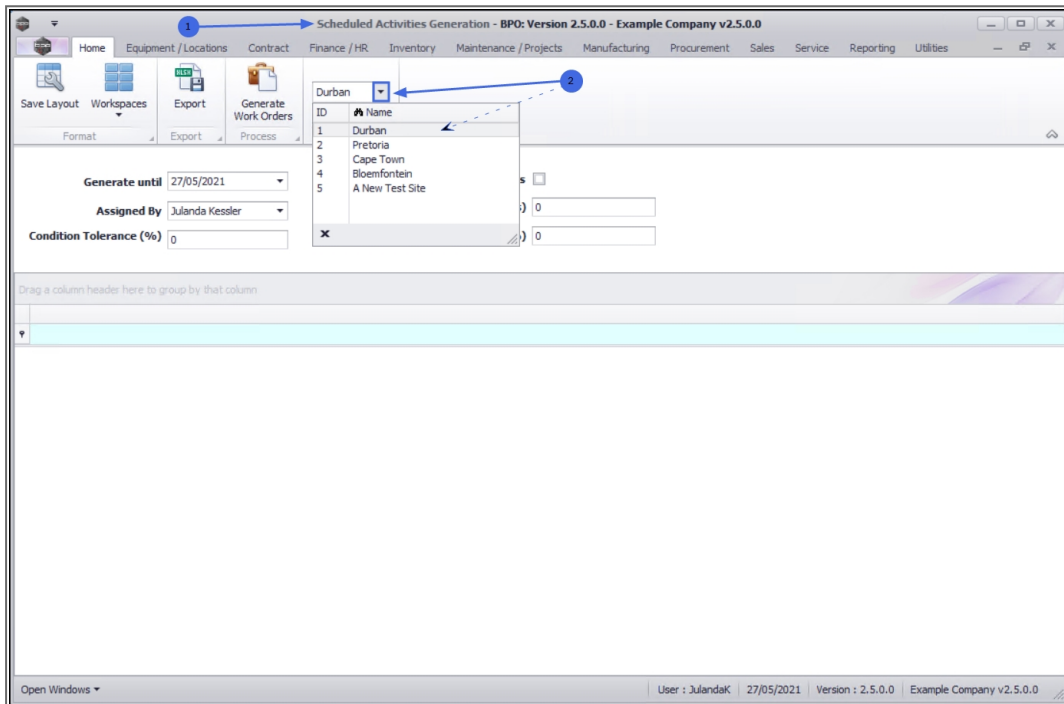 1
Scheduled Activities Generation - BPO: Version 2.5.0.0 - Example Company v2.5.0.0
Home Equipment / Locations Contract Finance / HR Inventory Maintenance / Projects Manufacturing Procurement Sales Service Reporting Utilities
Save Layout Workspaces Export Generate Work Orders
Format Export Process
Durban
2
ID Name
1 Durban
2 Pretoria
3 Cape Town
4 Bloemfontein
5 A New Test Site
Generate until 27/05/2021
s
Assigned By Julanda Kessler
) 0
Condition Tolerance (%) 0
) 0
Drag a column header here to group by that column
Open Windows
User : JulandaK 27/05/2021 Version : 2.5.0.0 Example Company v2.5.0.0